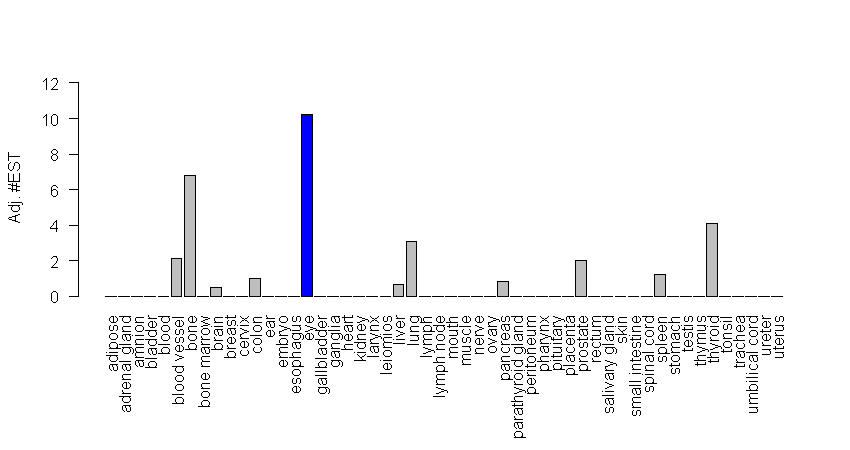 Adj. #EST
12
10
8
6
4
2
0
adipose
adrenal gland
amnion
bladder
blood
blood vessel
bone
bone marrow
brain
breast
cervix
colon
ear
embryo
esophagus
eye
gallbladder
ganglia
heart
kidney
larynx
leiomios
liver
lung
lymph
lymph node
mouth
muscle
nerve
ovary
pancreas
parathyroid gland
peritoneum
pharynx
pituitary
placenta
prostate
rectum
salivary gland
skin
small intestine
spinal cord
spleen
stomach
testis
thymus
thyroid
tonsil
trachea
umbilical cord
ureter
uterus